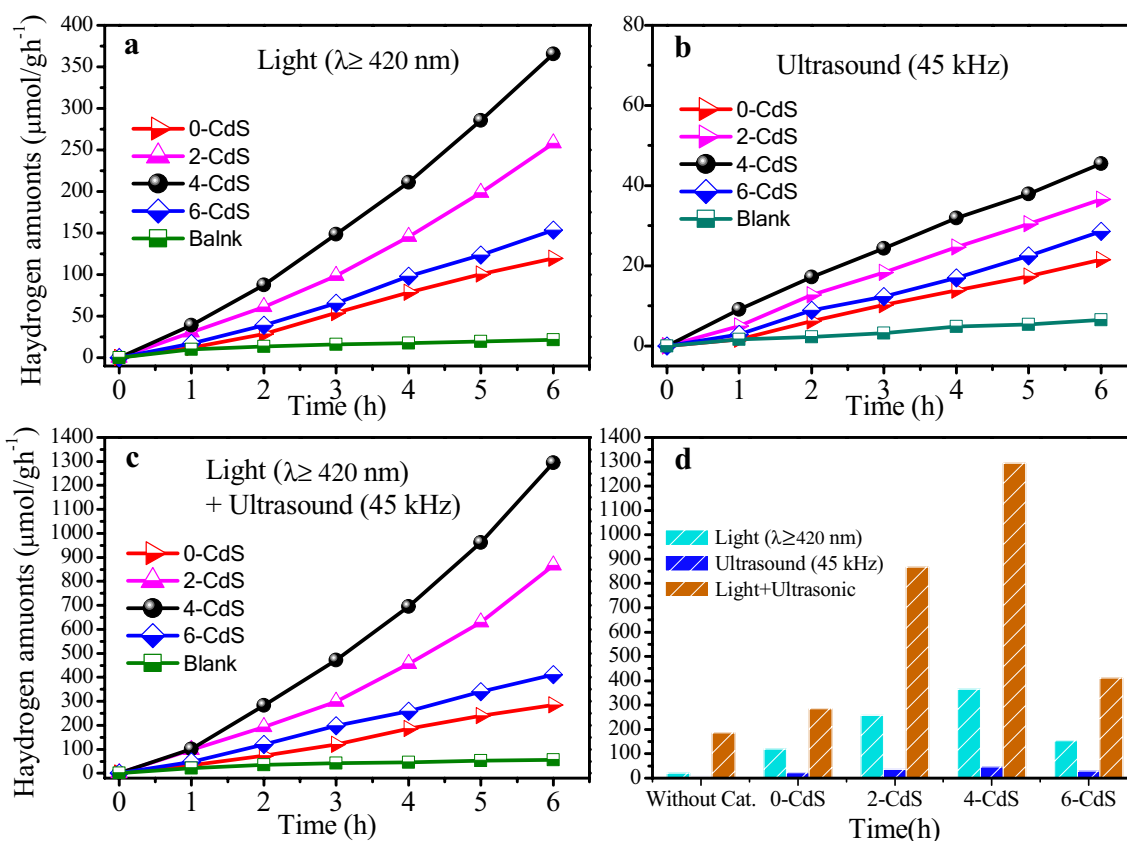 a
Light (λ≥ 420 nm)
0-CdS
2-CdS
4-CdS
6-CdS
Balnk
Haydrogen amuonts (μmol/gh⁻¹)
400
350
300
250
200
150
100
50
0
0 1 2 3 4 5 6
Time (h)
b
Ultrasound (45 kHz)
0-CdS
2-CdS
4-CdS
6-CdS
Blank
80
60
40
20
0
0 1 2 3 4 5 6
Time (h)
c
Light (λ≥ 420 nm)
+ Ultrasound (45 kHz)
0-CdS
2-CdS
4-CdS
6-CdS
Blank
Haydrogen amuonts (μmol/gh⁻¹)
1400
1300
1200
1100
1000
900
800
700
600
500
400
300
200
100
0
0 1 2 3 4 5 6
Time (h)
d
Light (λ≥420 nm)
Ultrasound (45 kHz)
Light+Ultrasonic
1400
1300
1200
1100
1000
900
800
700
600
500
400
300
200
100
0
Without Cat. 0-CdS 2-CdS 4-CdS 6-CdS
Time(h)